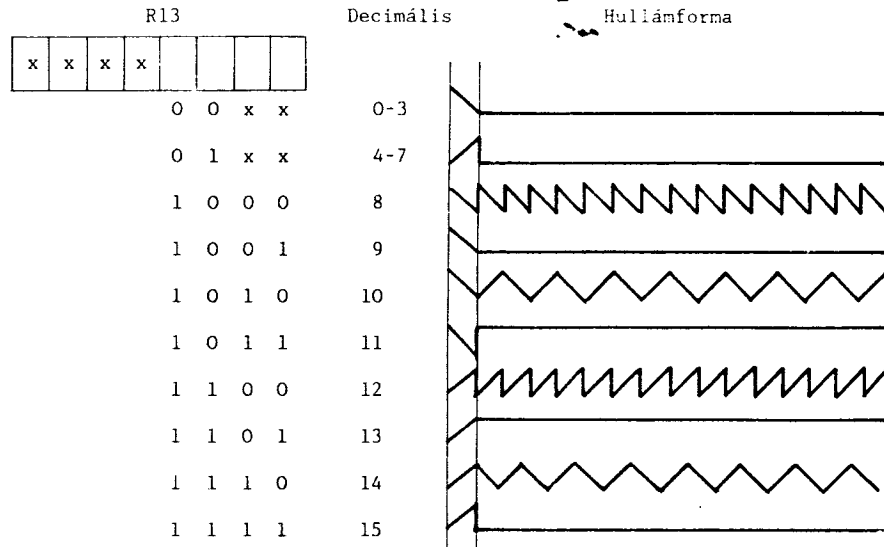 R13 Decimális Hullámforma
x x x x
0 0 x x 0-3
0 1 x x 4-7
1 0 0 0 8
1 0 0 1 9
1 0 1 0 10
1 0 1 1 11
1 1 0 0 12
1 1 0 1 13
1 1 1 0 14
1 1 1 1 15